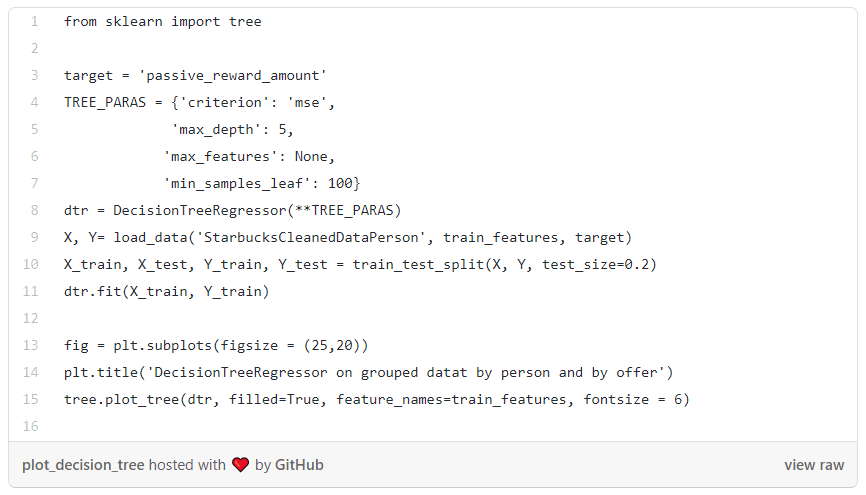 1 from sklearn import tree
2
3 target = 'passive_reward_amount'
4 TREE_PARAS = {'criterion': 'mse',
5              'max_depth': 5,
6             'max_features': None,
7             'min_samples_leaf': 100}
8 dtr = DecisionTreeRegressor(**TREE_PARAS)
9 X, Y= load_data('StarbucksCleanedDataPerson', train_features, target)
10 X_train, X_test, Y_train, Y_test = train_test_split(X, Y, test_size=0.2)
11 dtr.fit(X_train, Y_train)
12
13 fig = plt.subplots(figsize = (25,20))
14 plt.title('DecisionTreeRegressor on grouped datat by person and by offer')
15 tree.plot_tree(dtr, filled=True, feature_names=train_features, fontsize = 6)
16
plot_decision_tree hosted with ❤ by GitHub view raw